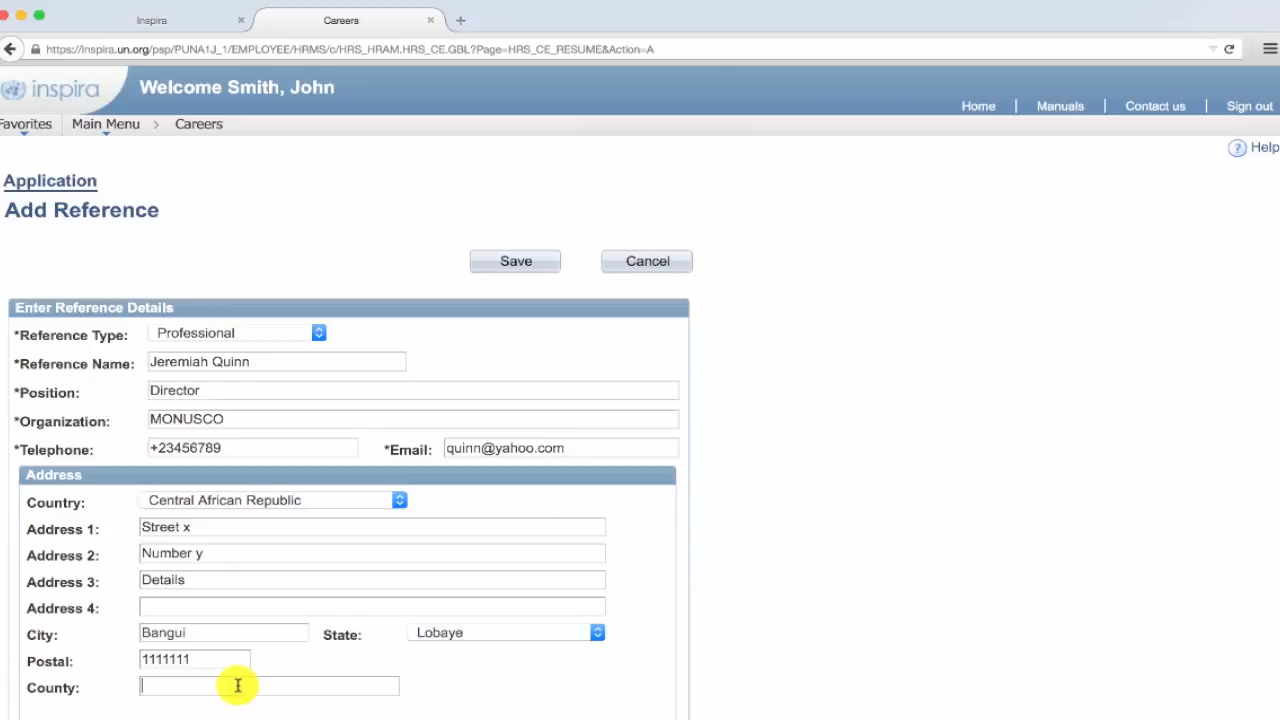 Inspira
Careers
https://inspira.un.org/psp/PUNA1J_1/EMPLOYEE/HRMS/c/HRS_HRAM.HRS_CE.GBL?Page=HRS_CE_RESUME&Action=A
inspira Welcome Smith, John
Home | Manuals | Contact us | Sign out
Favorites Main Menu > Careers
? Help
Application
Add Reference
Save Cancel
Enter Reference Details
*Reference Type: Professional
*Reference Name: Jeremiah Quinn
*Position: Director
*Organization: MONUSCO
*Telephone: +23456789 *Email: quinn@yahoo.com
Address
Country: Central African Republic
Address 1: Street x
Address 2: Number y
Address 3: Details
Address 4:
City: Bangui State: Lobaye
Postal: 1111111
County: